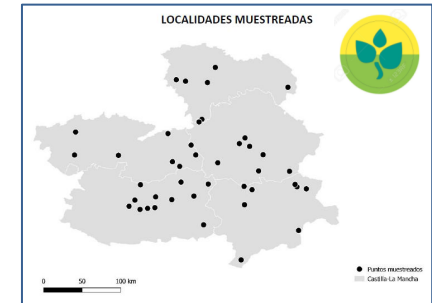 LOCALIDADES MUESTREADAS
Puntos muestreados
Castilla-La Mancha
0 50 100 km